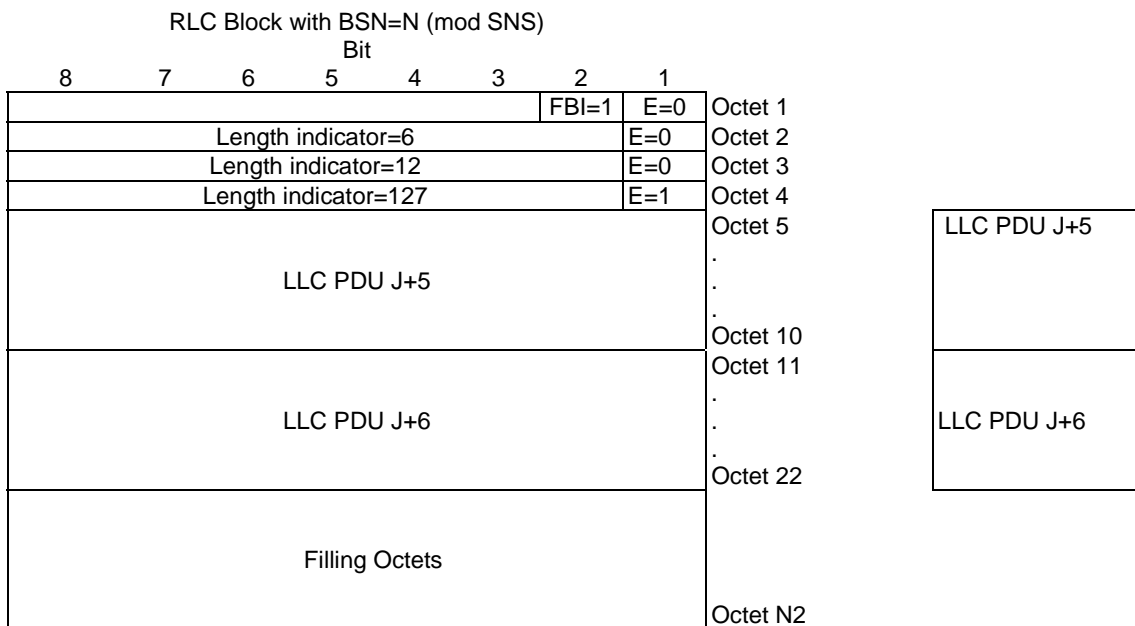 RLC Block with BSN=N (mod SNS)
Bit
8 7 6 5 4 3 2 1
FBI=1 E=0 Octet 1
Length indicator=6 E=0 Octet 2
Length indicator=12 E=0 Octet 3
Length indicator=127 E=1 Octet 4
Octet 5 LLC PDU J+5
.
LLC PDU J+5 .
.
Octet 10
Octet 11
.
LLC PDU J+6 . LLC PDU J+6
.
Octet 22
Filling Octets
Octet N2